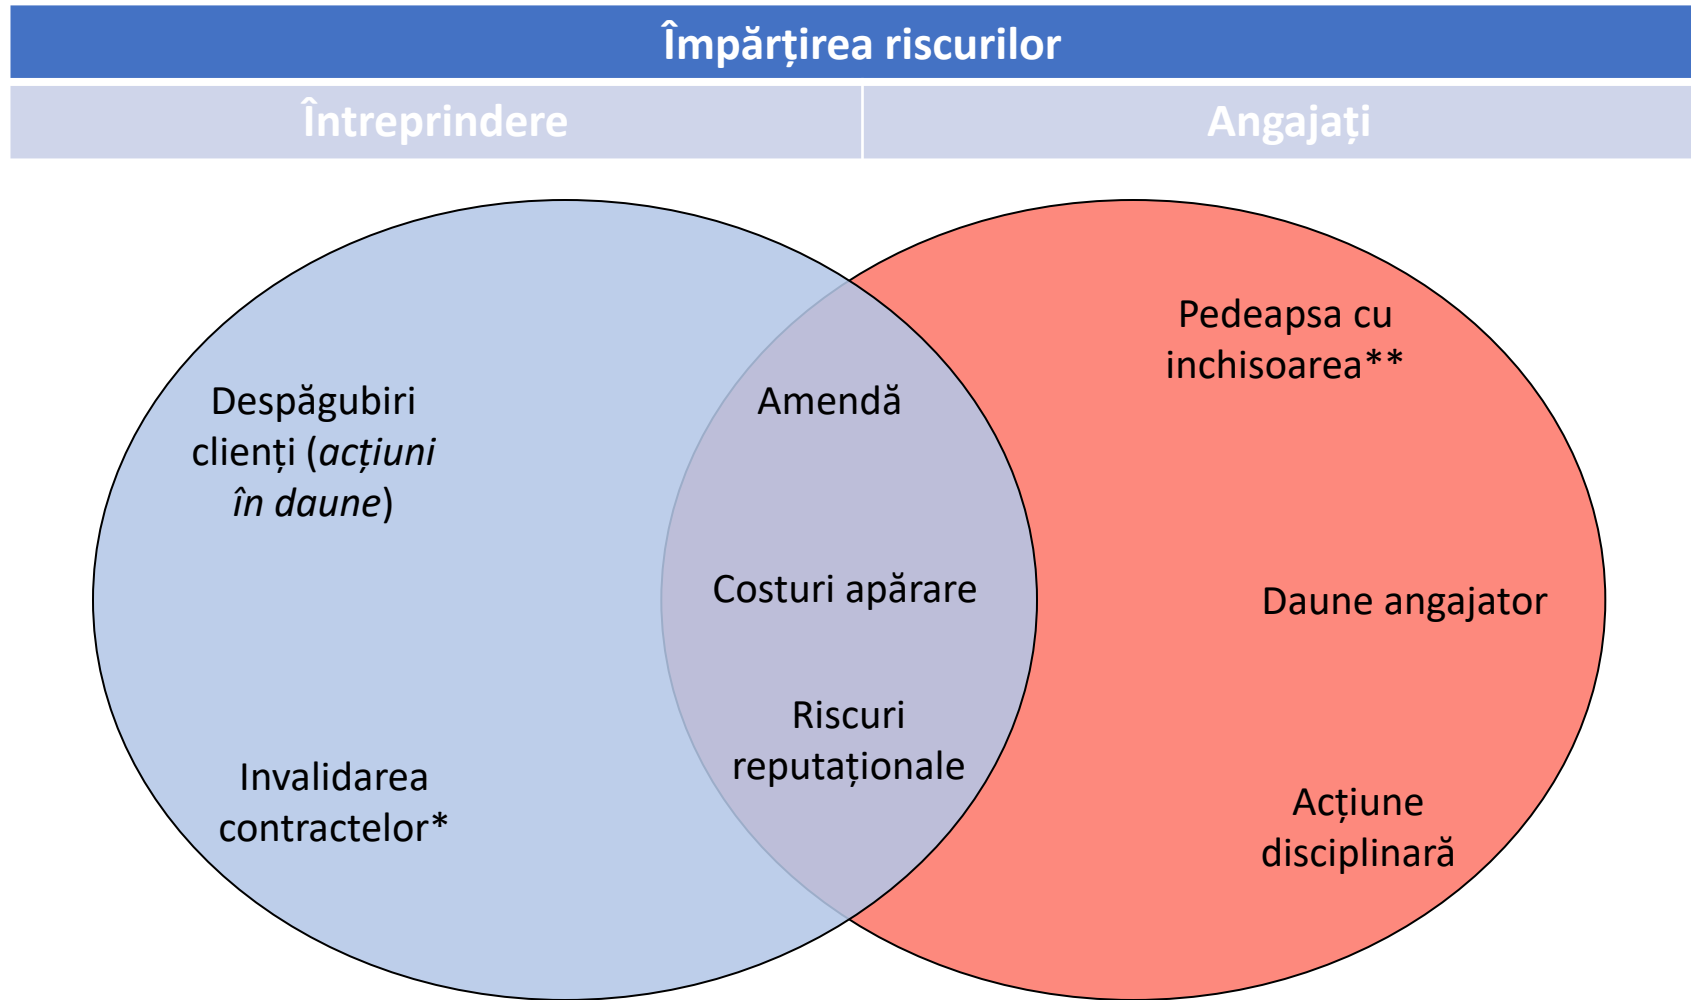 Împărțirea riscurilor
Întreprindere
Angajați
Despăgubiri
clienți (acțiuni
în daune)
Invalidarea
contractelor*
Amendă
Costuri apărare
Riscuri
reputaționale
Pedeapsa cu
inchisoarea**
Daune angajator
Acțiune
disciplinară